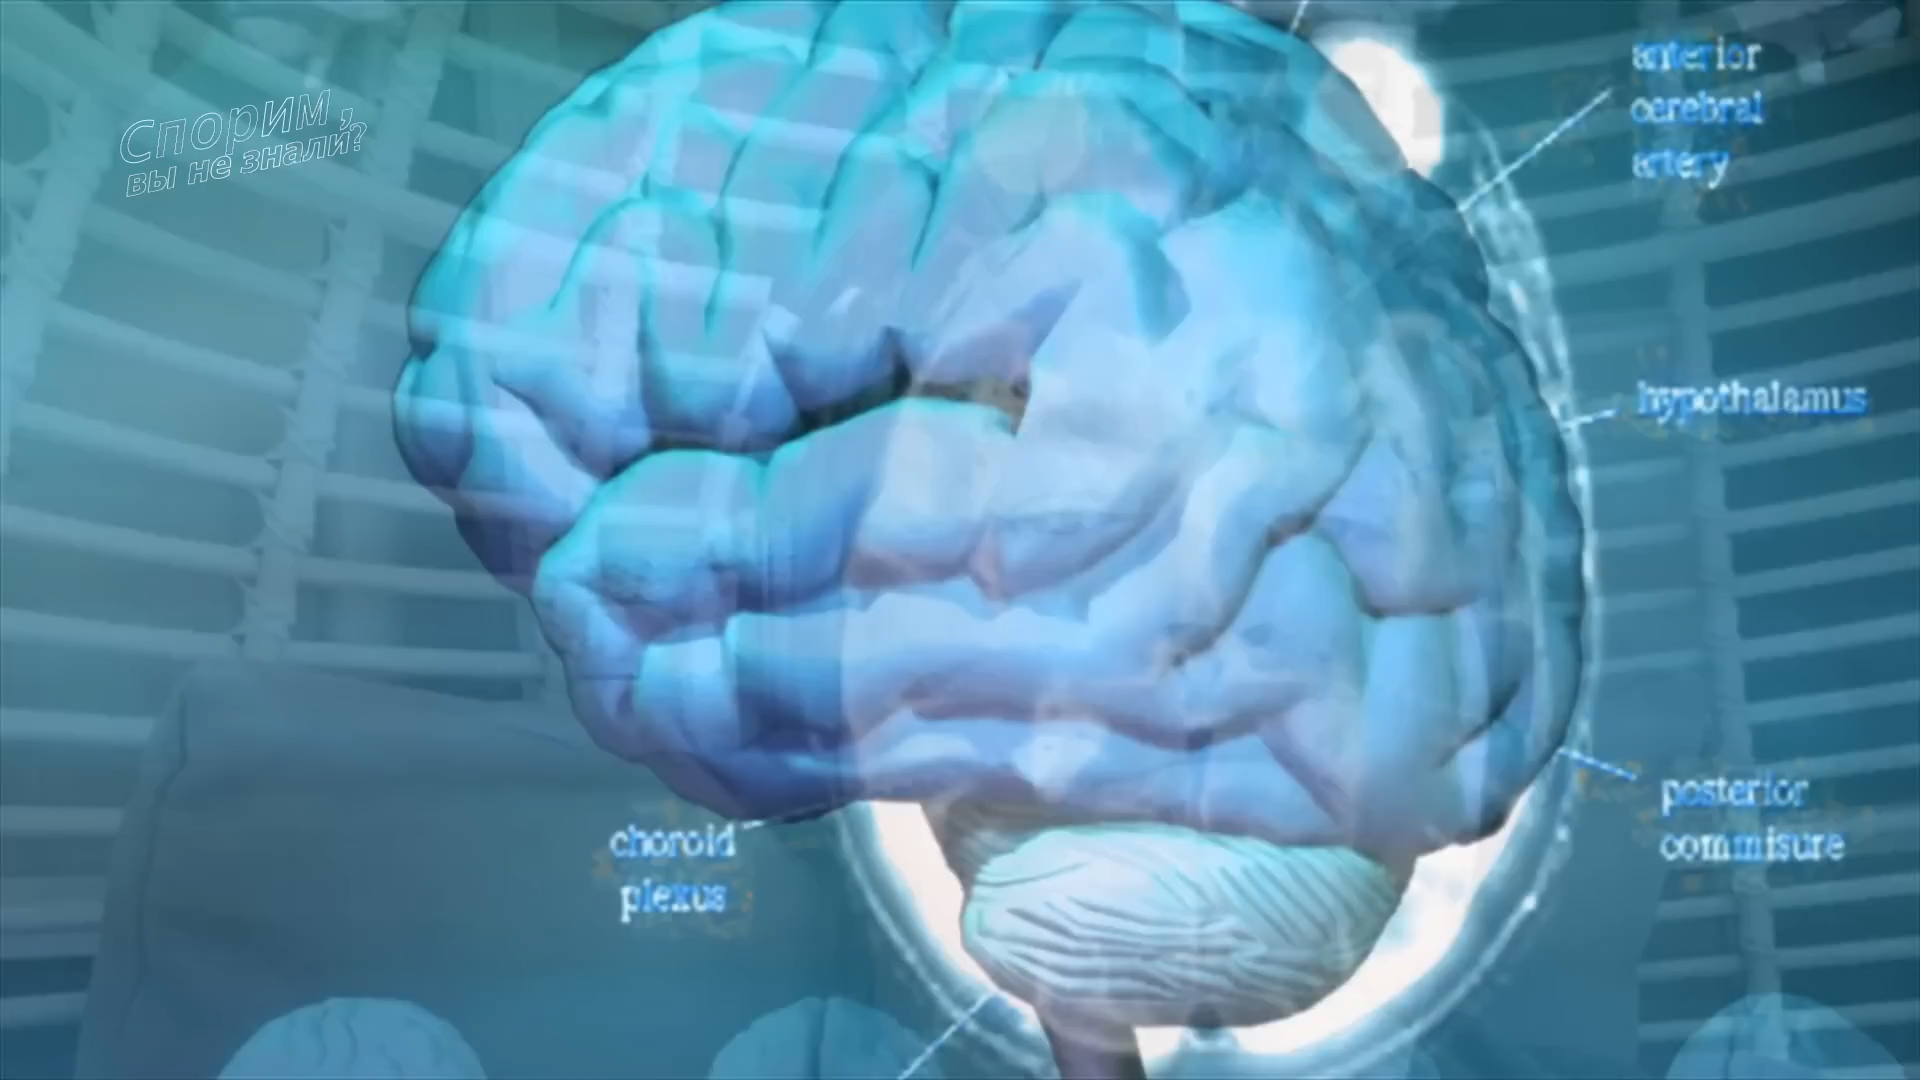 Спорим,
вы не знали?
anterior
cerebral
artery
hypothalamus
posterior
commisure
choroid
plexus